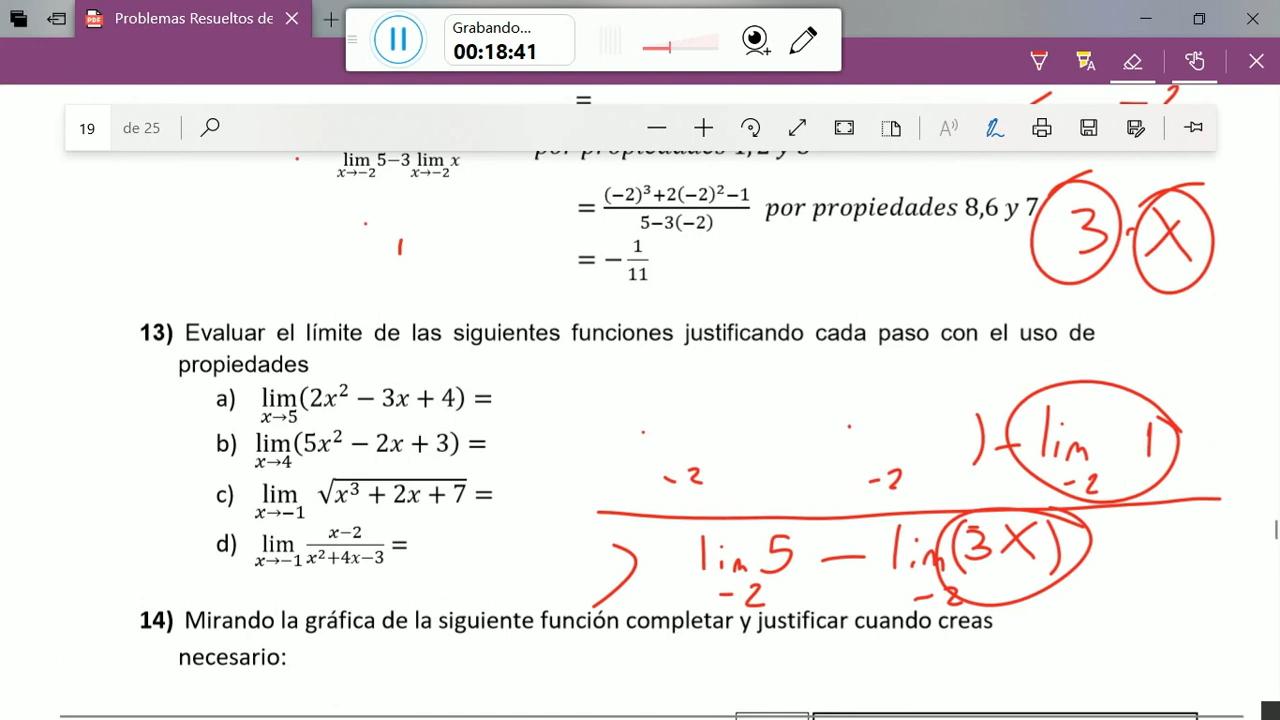 Problemas Resueltos de
Grabando...
00:18:41
19 de 25
=
-2
lim 5−3 lim x
x→−2 x→−2
= (−2)³+2(−2)²−1 / 5−3(−2) por propiedades 8,6 y 7
3 · X
= − 1/11
13) Evaluar el límite de las siguientes funciones justificando cada paso con el uso de
propiedades
a) lim x→5 (2x² − 3x + 4) =
b) lim x→4 (5x² − 2x + 3) =
c) lim x→−1 √x³ + 2x + 7 =
d) lim x→−1 x−2 / x²+4x−3 =
) - lim 1
-2 -2 -2
lim 5 — lim (3X)
-2 -2
14) Mirando la gráfica de la siguiente función completar y justificar cuando creas
necesario: